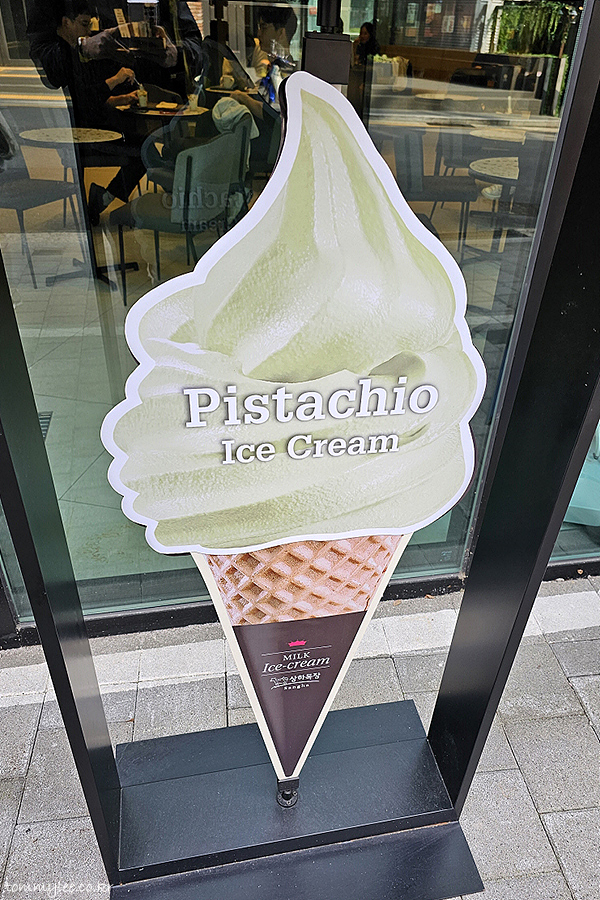 Pistachio
Ice Cream
MILK
Ice-cream
상하목장
Sangha
tommylee.co.kr